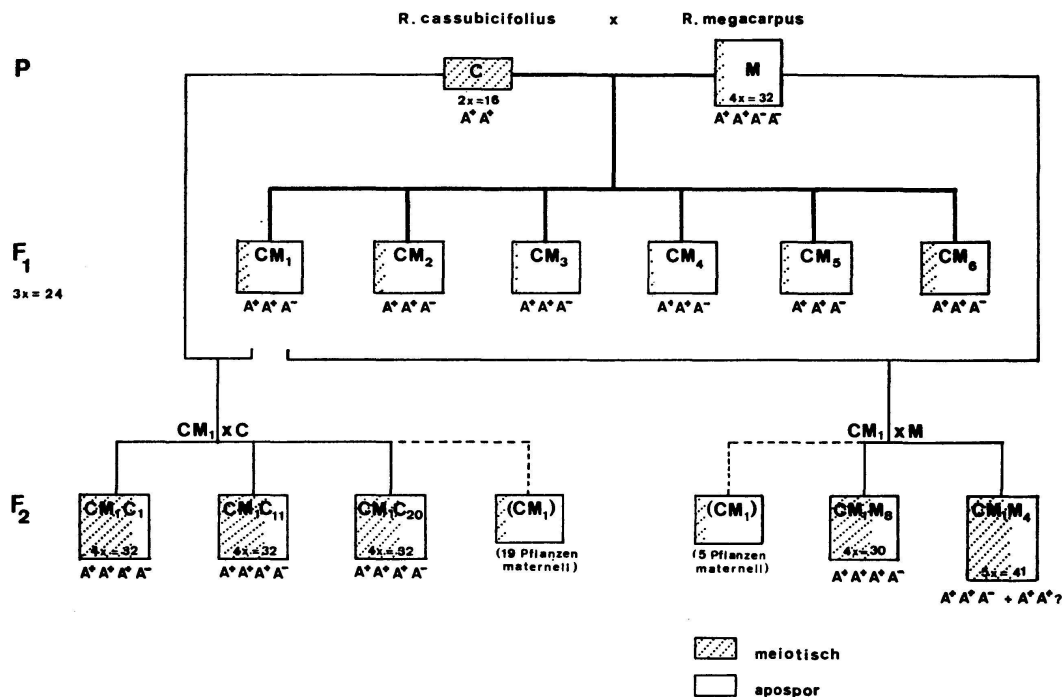 R. cassubicifolius x R. megacarpus
P
C
2x=16
A⁺ A⁺
M
4x=32
A⁺ A⁺ A⁻ A⁻
F₁
3x=24
CM₁ CM₂ CM₃ CM₄ CM₅ CM₆
A⁺ A⁺ A⁻ A⁺ A⁺ A⁻ A⁺ A⁺ A⁻ A⁺ A⁺ A⁻ A⁺ A⁺ A⁻ A⁺ A⁺ A⁻
CM₁ x C CM₁ x M
F₂
CM₁C₁ CM₁C₁₁ CM₁C₂₀ (CM₁) (CM₁) CM₁M₈ CM₁M₄
4x=32 4x=32 4x=32 (19 Pflanzen maternell) (5 Pflanzen maternell) 4x=30 5x=41
A⁺ A⁺ A⁺ A⁻ A⁺ A⁺ A⁺ A⁻ A⁺ A⁺ A⁺ A⁻ A⁺ A⁺ A⁺ A⁻ A⁺ A⁺ A⁻ + A⁺ A⁺ ?
meiotisch
apospor